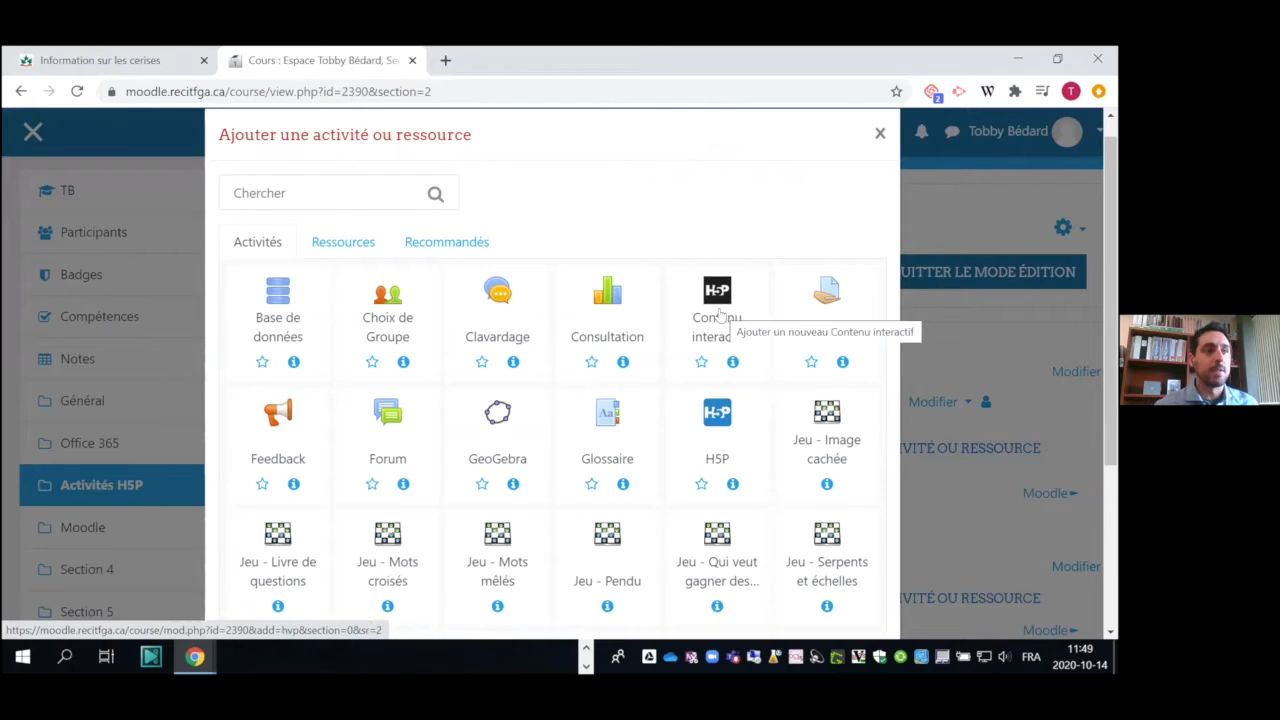 Information sur les cerises
Cours : Espace Tobby Bédard, Se
moodle.recitfga.ca/course/view.php?id=2390&section=2
2
W
T
Ajouter une activité ou ressource
Tobby Bédard
Chercher
TB
Participants
Badges
Compétences
Notes
Général
Office 365
Activités H5P
Moodle
Section 4
Section 5
Activités
Ressources
Recommandés
UITTER LE MODE ÉDITION
Base de
données
Choix de
Groupe
Clavardage
Consultation
H5P
Contenu
interac
Ajouter un nouveau Contenu interactif
Modifier
Modifier
Feedback
Forum
GeoGebra
Aa
Glossaire
H5P
H5P
Jeu - Image
cachée
IVITÉ OU RESSOURCE
Moodle
Jeu - Livre de
questions
Jeu - Mots
croisés
Jeu - Mots
mêlés
Jeu - Pendu
Jeu - Qui veut
gagner des...
Jeu - Serpents
et échelles
Modifier
IVITÉ OU RESSOURCE
Moodle
https://moodle.recitfga.ca/course/mod.php?id=2390&add=hvp&section=0&sr=2
FRA
11:49
2020-10-14